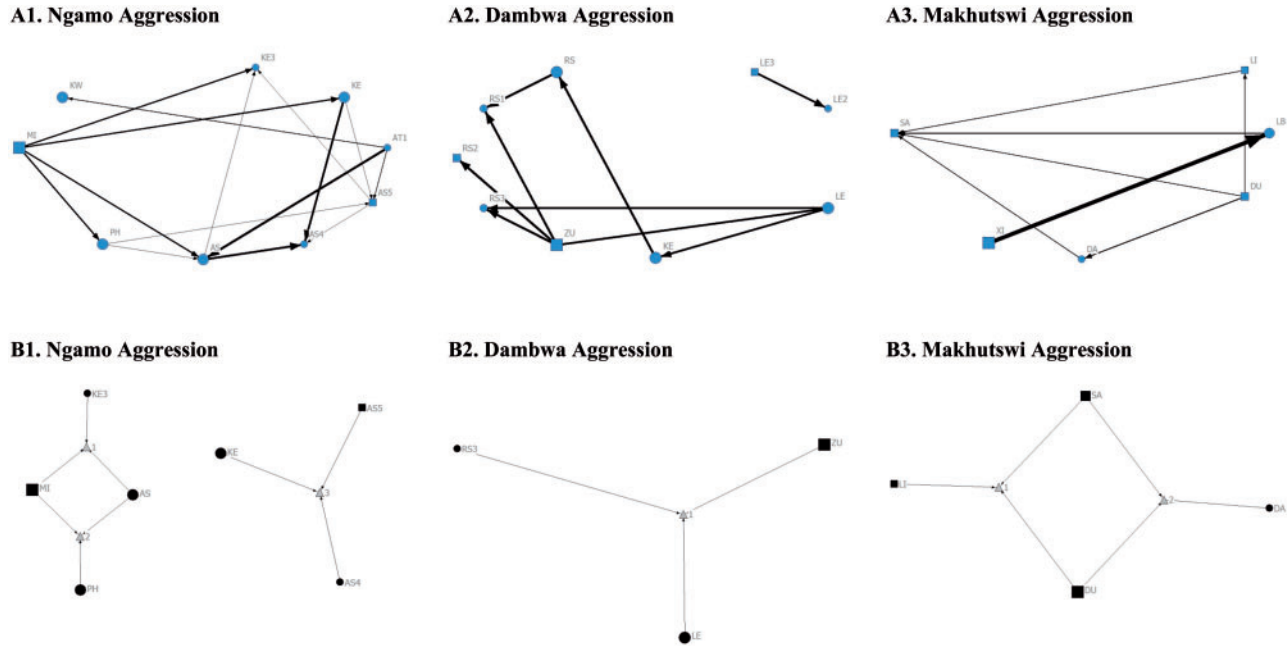 A1. Ngamo Aggression
A2. Dambwa Aggression
A3. Makhutswi Aggression
KE3
KW
KE
MI
AT1
AS5
PH
AS
AS4
RS
LE3
RS1
LE2
RS2
RS3
LE
ZU
KE
LI
SA
LB
DU
XI
DA
B1. Ngamo Aggression
B2. Dambwa Aggression
B3. Makhutswi Aggression
KE3
1
MI
AS
2
PH
AS5
KE
3
AS4
RS3
ZU
1
LE
SA
LI
1
2
DA
DU